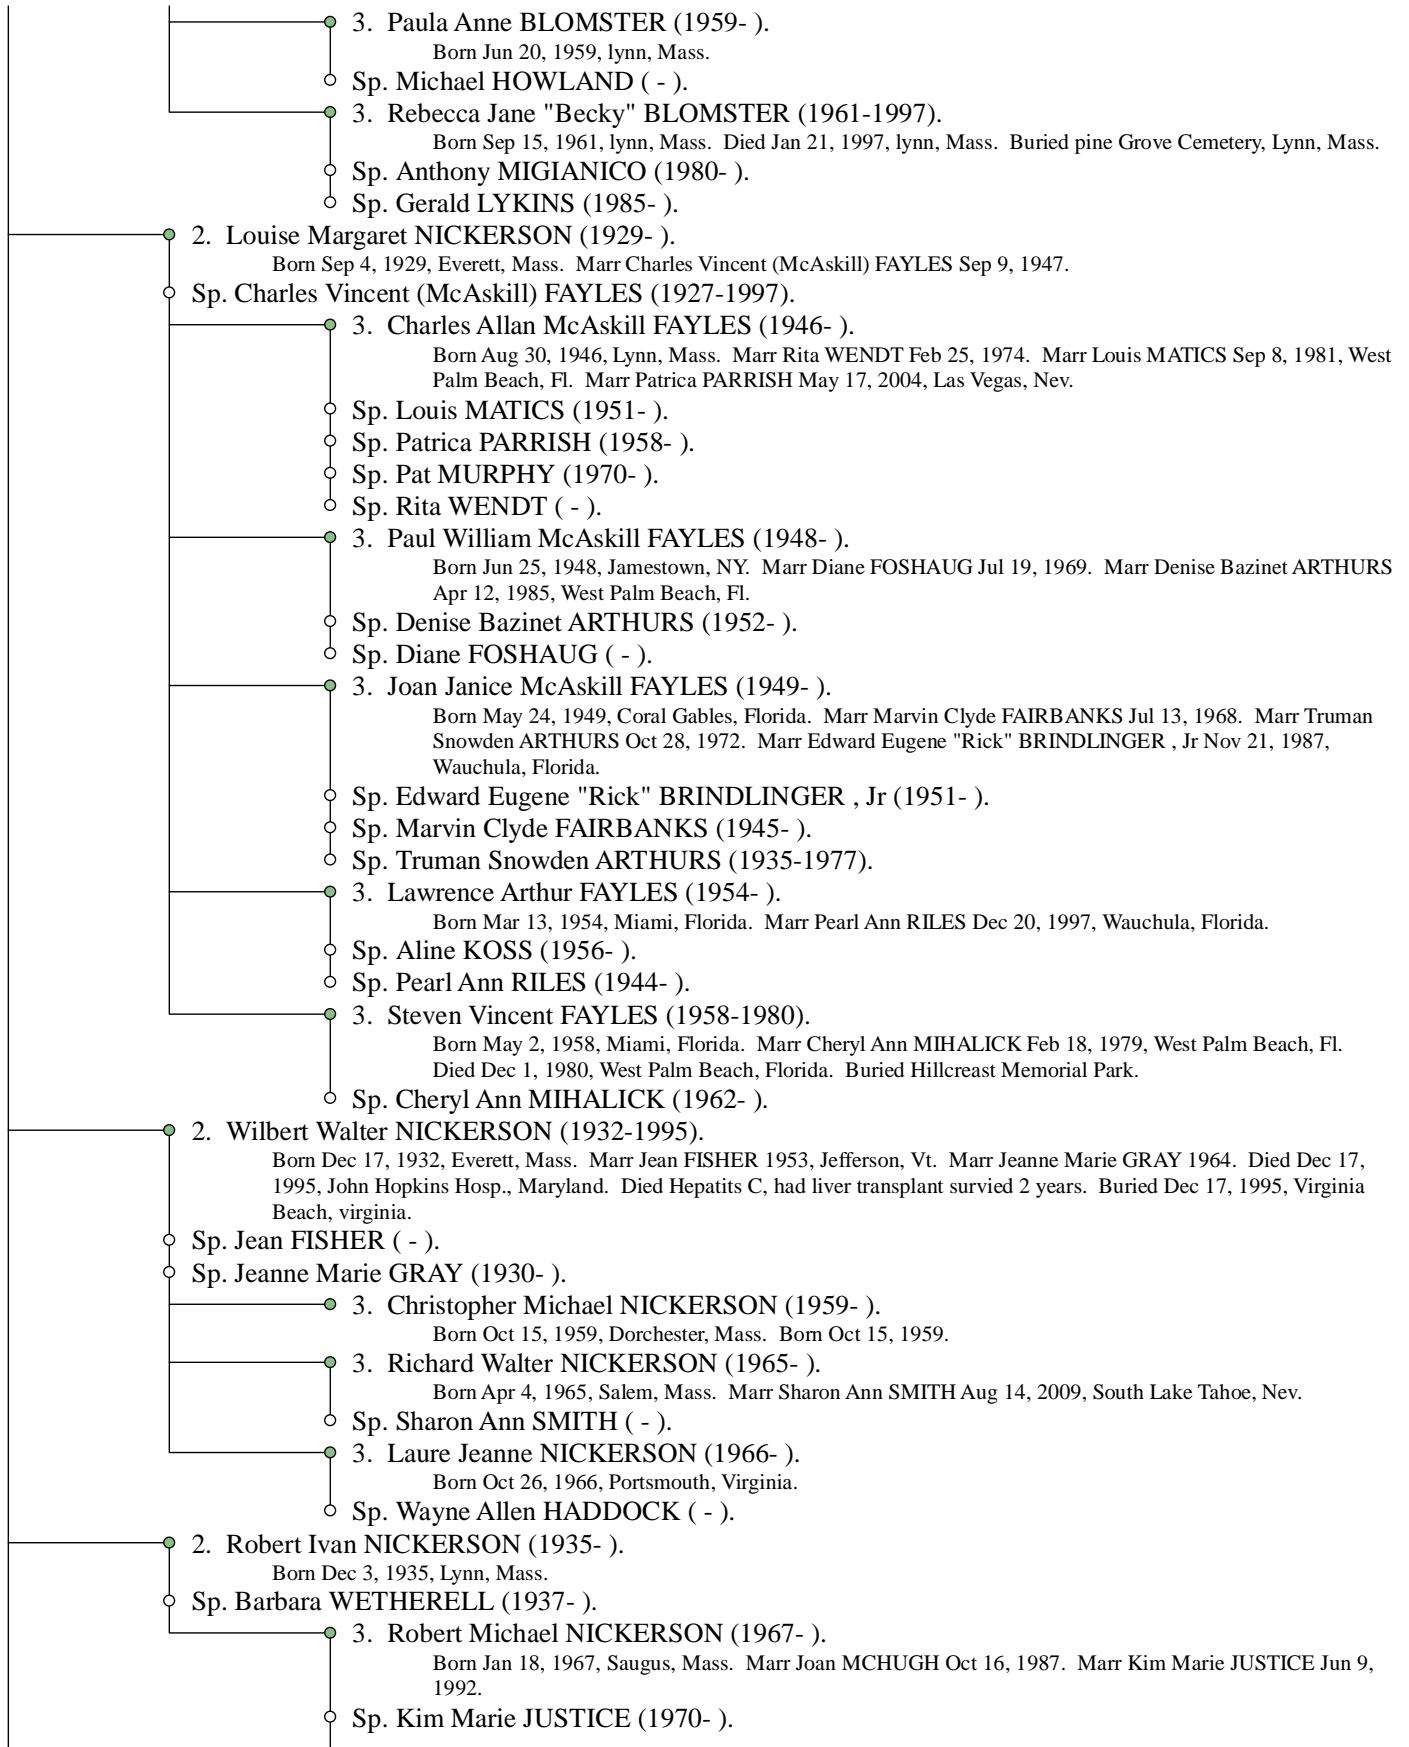 3. Paula Anne BLOMSTER (1959- ).
Born Jun 20, 1959, lynn, Mass.
Sp. Michael HOWLAND ( - ).
3. Rebecca Jane "Becky" BLOMSTER (1961-1997).
Born Sep 15, 1961, lynn, Mass. Died Jan 21, 1997, lynn, Mass. Buried pine Grove Cemetery, Lynn, Mass.
Sp. Anthony MIGIANICO (1980- ).
Sp. Gerald LYKINS (1985- ).
2. Louise Margaret NICKERSON (1929- ).
Born Sep 4, 1929, Everett, Mass. Marr Charles Vincent (McAskill) FAYLES Sep 9, 1947.
Sp. Charles Vincent (McAskill) FAYLES (1927-1997).
3. Charles Allan McAskill FAYLES (1946- ).
Born Aug 30, 1946, Lynn, Mass. Marr Rita WENDT Feb 25, 1974. Marr Louis MATICS Sep 8, 1981, West
Palm Beach, Fl. Marr Patrica PARRISH May 17, 2004, Las Vegas, Nev.
Sp. Louis MATICS (1951- ).
Sp. Patrica PARRISH (1958- ).
Sp. Pat MURPHY (1970- ).
Sp. Rita WENDT ( - ).
3. Paul William McAskill FAYLES (1948- ).
Born Jun 25, 1948, Jamestown, NY. Marr Diane FOSHAUG Jul 19, 1969. Marr Denise Bazinet ARTHURS
Apr 12, 1985, West Palm Beach, Fl.
Sp. Denise Bazinet ARTHURS (1952- ).
Sp. Diane FOSHAUG ( - ).
3. Joan Janice McAskill FAYLES (1949- ).
Born May 24, 1949, Coral Gables, Florida. Marr Marvin Clyde FAIRBANKS Jul 13, 1968. Marr Truman
Snowden ARTHURS Oct 28, 1972. Marr Edward Eugene "Rick" BRINDLINGER , Jr Nov 21, 1987,
Wauchula, Florida.
Sp. Edward Eugene "Rick" BRINDLINGER , Jr (1951- ).
Sp. Marvin Clyde FAIRBANKS (1945- ).
Sp. Truman Snowden ARTHURS (1935-1977).
3. Lawrence Arthur FAYLES (1954- ).
Born Mar 13, 1954, Miami, Florida. Marr Pearl Ann RILES Dec 20, 1997, Wauchula, Florida.
Sp. Aline KOSS (1956- ).
Sp. Pearl Ann RILES (1944- ).
3. Steven Vincent FAYLES (1958-1980).
Born May 2, 1958, Miami, Florida. Marr Cheryl Ann MIHALICK Feb 18, 1979, West Palm Beach, Fl.
Died Dec 1, 1980, West Palm Beach, Florida. Buried Hillcreast Memorial Park.
Sp. Cheryl Ann MIHALICK (1962- ).
2. Wilbert Walter NICKERSON (1932-1995).
Born Dec 17, 1932, Everett, Mass. Marr Jean FISHER 1953, Jefferson, Vt. Marr Jeanne Marie GRAY 1964. Died Dec 17,
1995, John Hopkins Hosp., Maryland. Died Hepatits C, had liver transplant survied 2 years. Buried Dec 17, 1995, Virginia
Beach, virginia.
Sp. Jean FISHER ( - ).
Sp. Jeanne Marie GRAY (1930- ).
3. Christopher Michael NICKERSON (1959- ).
Born Oct 15, 1959, Dorchester, Mass. Born Oct 15, 1959.
3. Richard Walter NICKERSON (1965- ).
Born Apr 4, 1965, Salem, Mass. Marr Sharon Ann SMITH Aug 14, 2009, South Lake Tahoe, Nev.
Sp. Sharon Ann SMITH ( - ).
3. Laure Jeanne NICKERSON (1966- ).
Born Oct 26, 1966, Portsmouth, Virginia.
Sp. Wayne Allen HADDOCK ( - ).
2. Robert Ivan NICKERSON (1935- ).
Born Dec 3, 1935, Lynn, Mass.
Sp. Barbara WETHERELL (1937- ).
3. Robert Michael NICKERSON (1967- ).
Born Jan 18, 1967, Saugus, Mass. Marr Joan MCHUGH Oct 16, 1987. Marr Kim Marie JUSTICE Jun 9,
1992.
Sp. Kim Marie JUSTICE (1970- ).